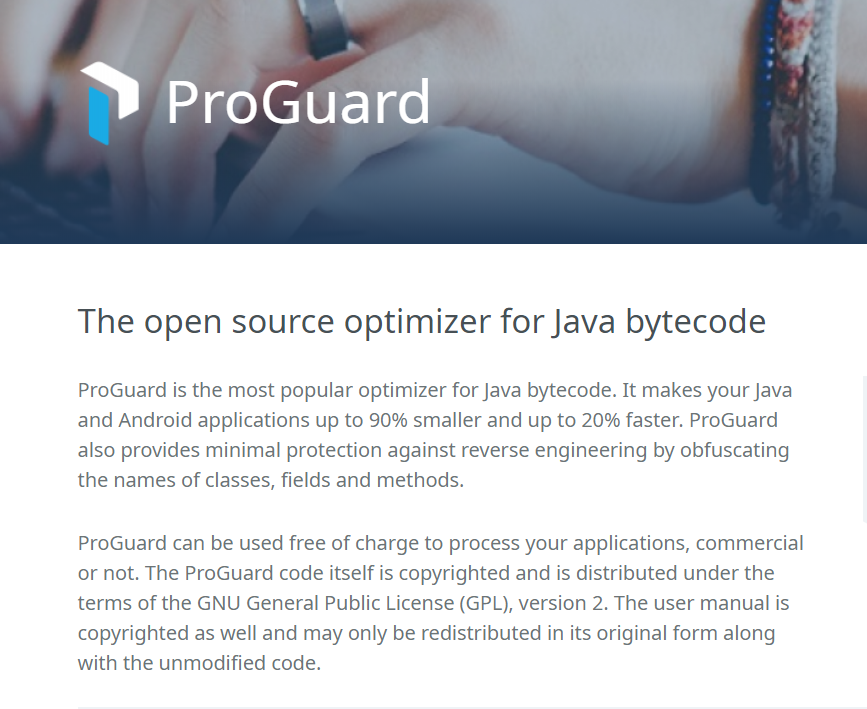 ProGuard
The open source optimizer for Java bytecode
ProGuard is the most popular optimizer for Java bytecode. It makes your Java
and Android applications up to 90% smaller and up to 20% faster. ProGuard
also provides minimal protection against reverse engineering by obfuscating
the names of classes, fields and methods.
ProGuard can be used free of charge to process your applications, commercial
or not. The ProGuard code itself is copyrighted and is distributed under the
terms of the GNU General Public License (GPL), version 2. The user manual is
copyrighted as well and may only be redistributed in its original form along
with the unmodified code.